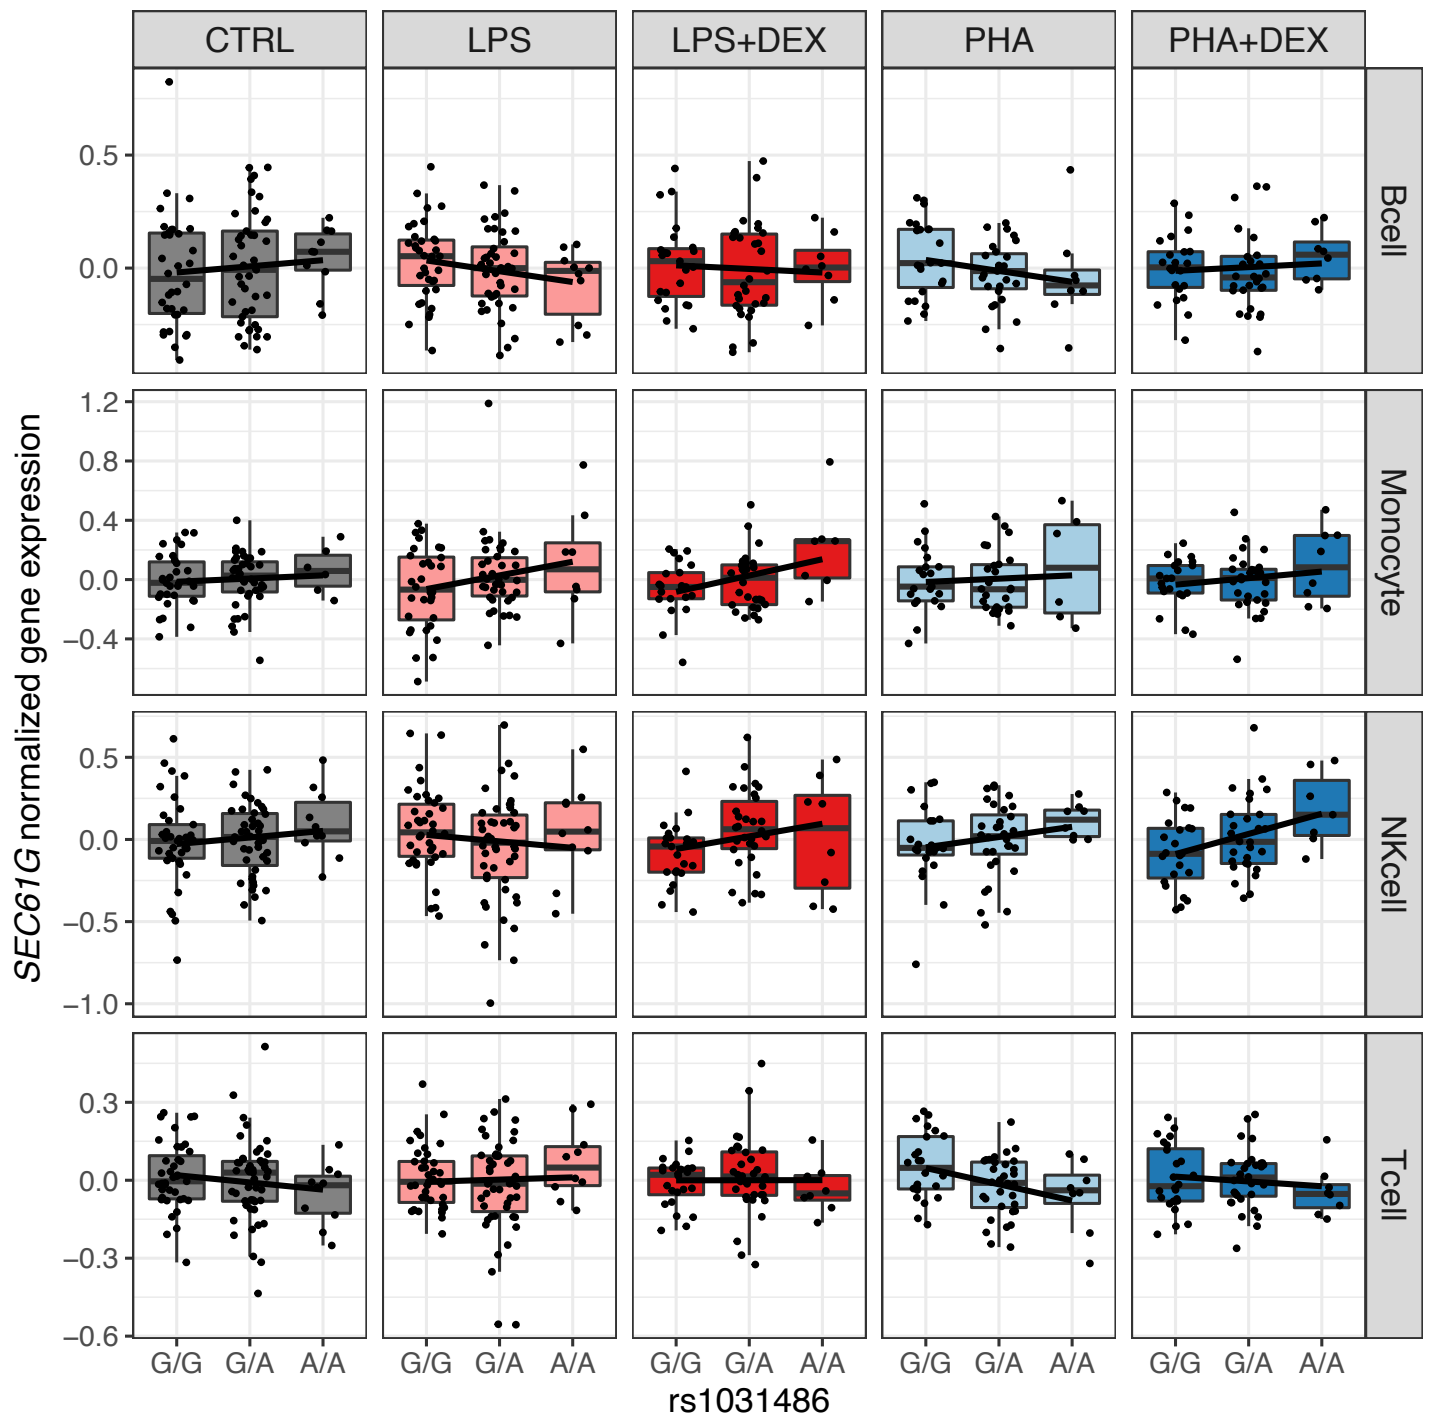 CTRL LPS LPS+DEX PHA PHA+DEX
0.5
0.0
Bcell
1.2
0.8
0.4
0.0
−0.4
Monocyte
SEC61G normalized gene expression
0.5
0.0
−0.5
−1.0
NKcell
0.3
0.0
−0.3
−0.6
Tcell
G/G G/A A/A G/G G/A A/A G/G G/A A/A G/G G/A A/A G/G G/A A/A
rs1031486